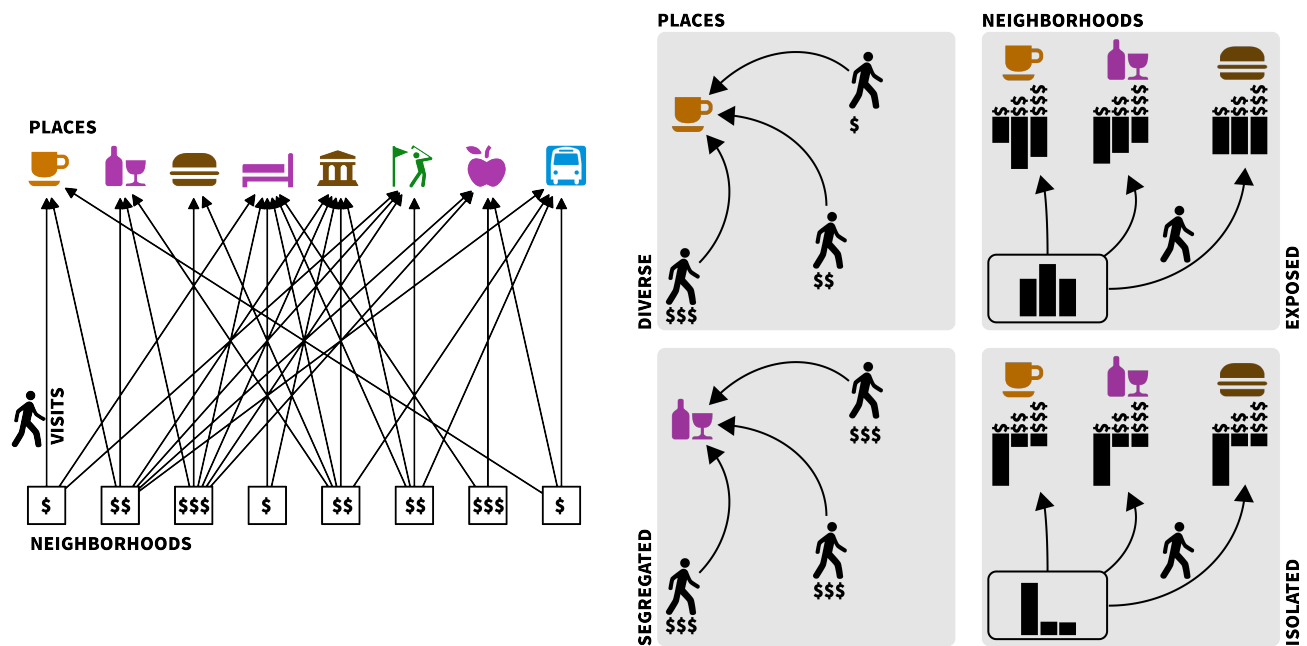 PLACES
VISITS
$ $$ $$$ $ $$ $$ $$$ $
NEIGHBORHOODS
PLACES
DIVERSE
$
$$
$$$
NEIGHBORHOODS
$ $$ $$$ $ $$ $$$ $ $$ $$$
EXPOSED
SEGREGATED
$$$
$$$
$$$
$ $$ $$$ $ $$ $$$ $ $$ $$$
ISOLATED